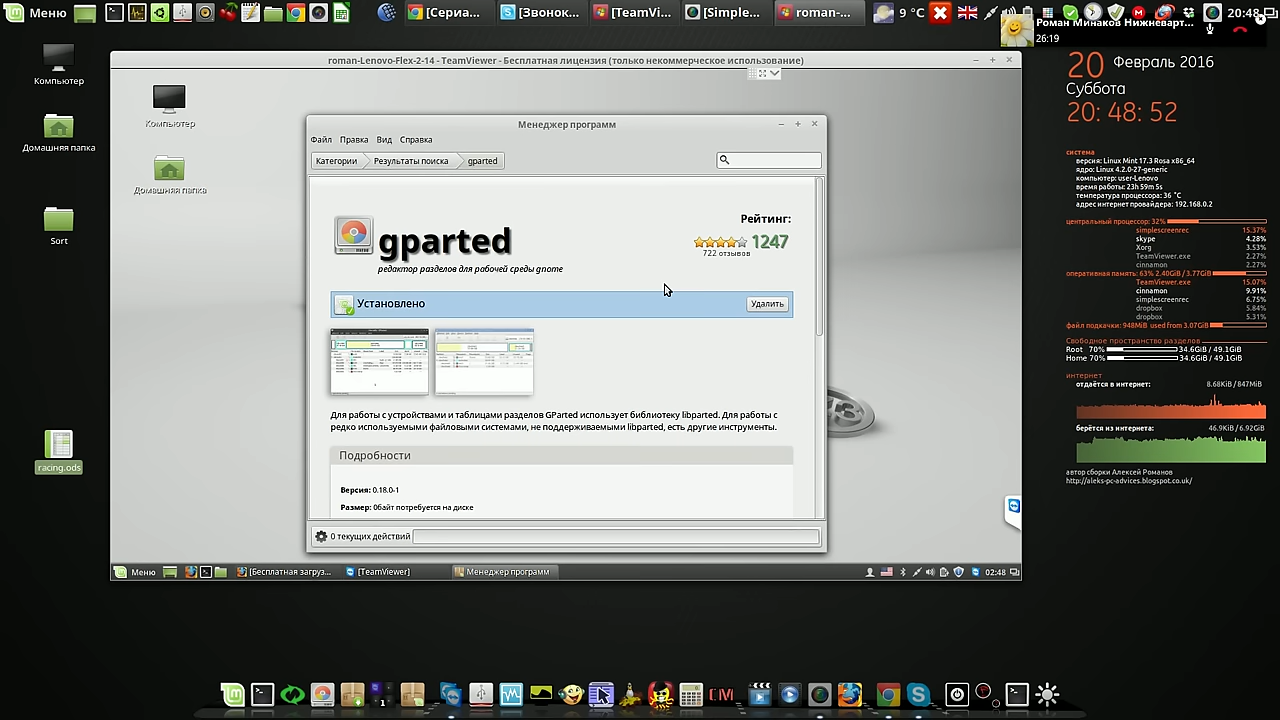 Меню
[Сериа...
[Звонок...
[TeamVi...
[Simple...
roman-...
9 °C
20:48
Роман Минаков Нижневарт...
26:19
Компьютер
Домашняя папка
Sort
racing.ods
roman-Lenovo-Flex-2-14 - TeamViewer - Бесплатная лицензия (только некоммерческое использование)
Компьютер
Домашняя папка
Менеджер программ
Файл Правка Вид Справка
Категории Результаты поиска gparted
Рейтинг:
gparted
1247
722 отзывов
редактор разделов для рабочей среды gnome
Установлено
Удалить
Для работы с устройствами и таблицами разделов GParted использует библиотеку libparted. Для работы с
редко используемыми файловыми системами, не поддерживаемыми libparted, есть другие инструменты.
Подробности
Версия: 0.18.0-1
Размер: 0байт потребуется на диске
0 текущих действий
Меню
[Бесплатная загруз...
[TeamViewer]
Менеджер программ
02:48
20 Февраль 2016
Суббота
20: 48: 52
система
версия: Linux Mint 17.3 Rosa x86_64
ядро: Linux 4.2.0-27-generic
компьютер: user-Lenovo
время работы: 23h 59m 5s
температура процессора: 36 °C
адрес интернет провайдера: 192.168.0.2
центральный процессор: 32%
simplescreenrec 15.37%
skype 4.28%
Xorg 3.53%
TeamViewer.exe 2.27%
cinnamon 2.27%
оперативная память: 63% 2.40GiB / 3.77GiB
TeamViewer.exe 15.07%
cinnamon 9.91%
simplescreenrec 6.75%
dropbox 5.84%
dropbox 5.31%
файл подкачки: 948MiB used from 3.07GiB
Свободное пространство разделов
Root 70% 34.6GiB / 49.1GiB
Home 70% 34.6GiB / 49.1GiB
интернет
отдаётся в интернет: 8.68KiB / 847MiB
берётся из интернета: 46.9KiB / 6.92GiB
автор сборки Алексей Романов
http://aleks-pc-advices.blogspot.co.uk/